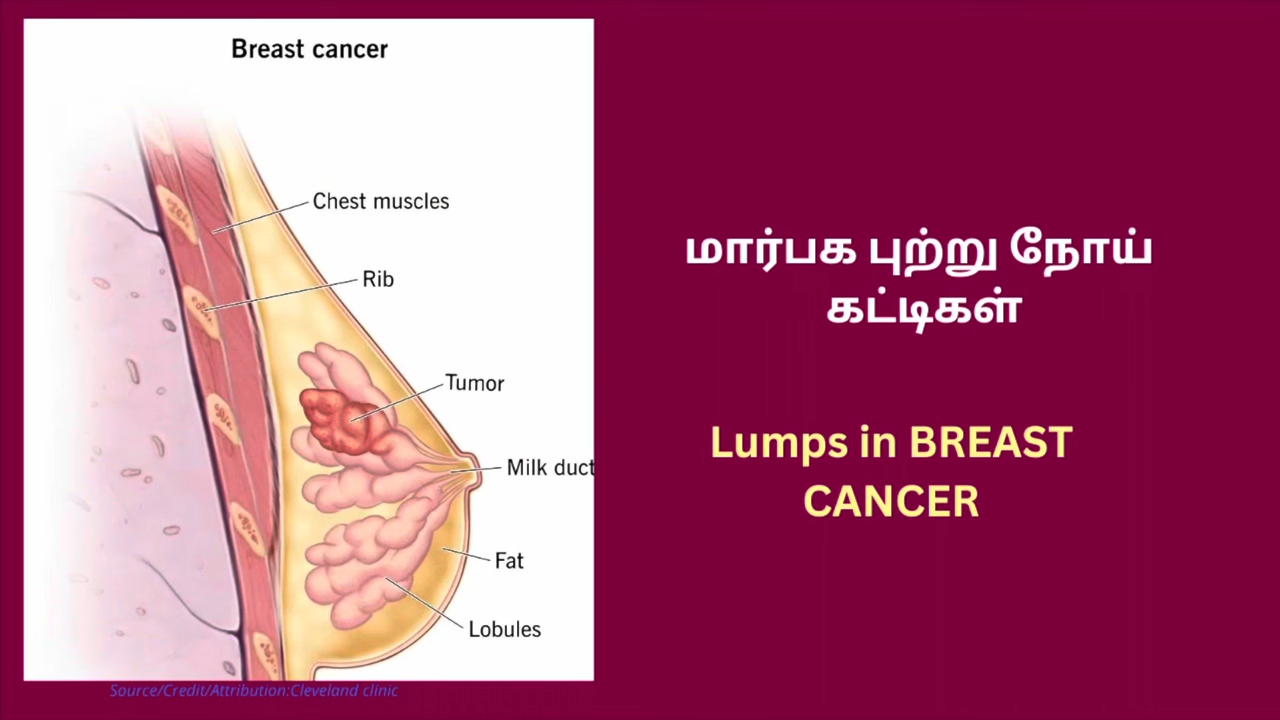 Breast cancer
Chest muscles
Rib
Tumor
Milk duct
Fat
Lobules
Source/Credit/Attribution:Cleveland clinic
மார்பக புற்று நோய்
கட்டிகள்
Lumps in BREAST
CANCER